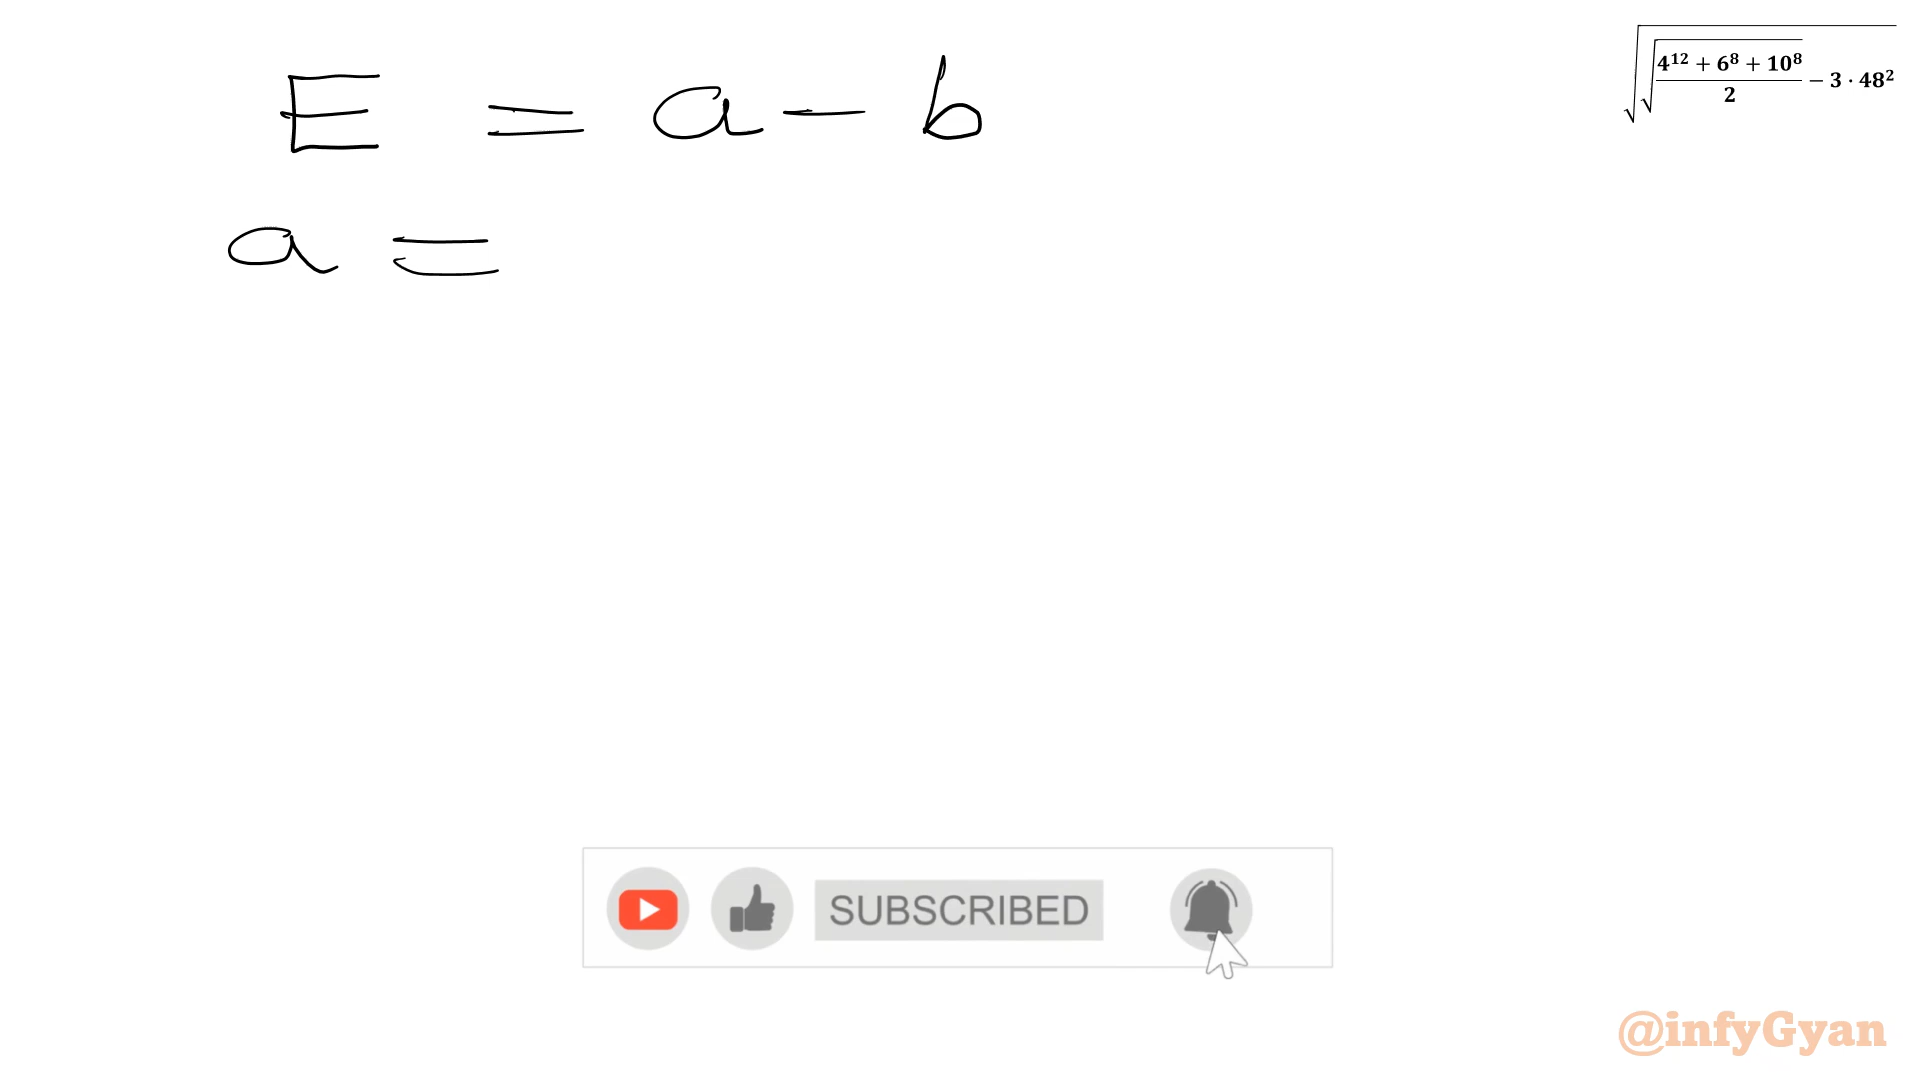 E = a - b
√(√((4¹² + 6⁸ + 10⁸)/2) − 3 · 48²)
a =
SUBSCRIBED
@infyGyan